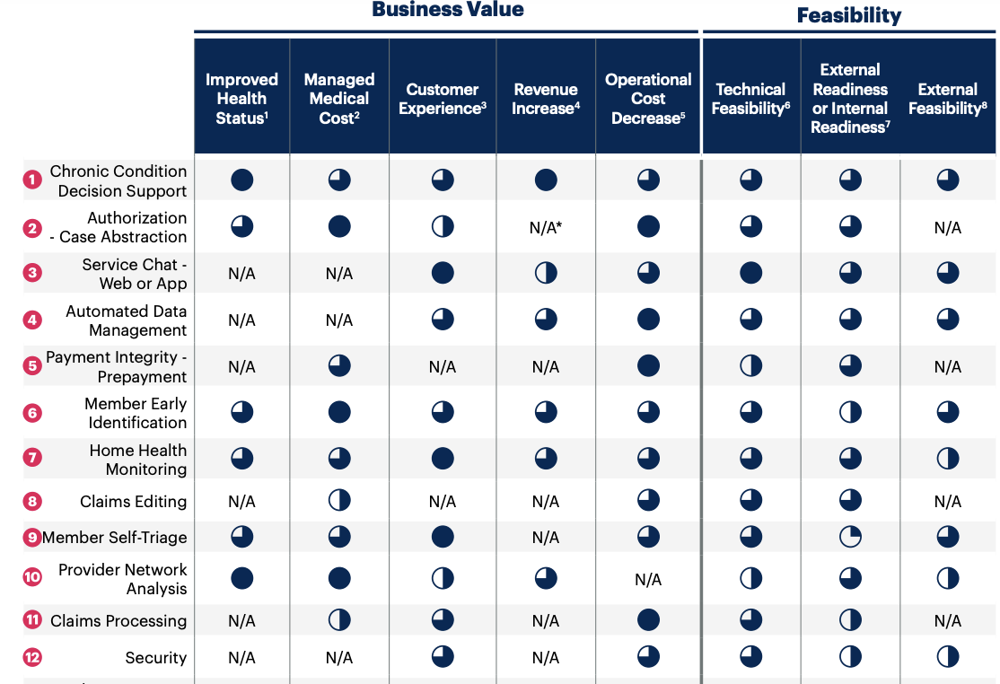 Business Value
Feasibility
Improved
Health
Status¹
Managed
Medical
Cost²
Customer
Experience³
Revenue
Increase⁴
Operational
Cost
Decrease⁵
Technical
Feasibility⁶
External
Readiness
or Internal
Readiness⁷
External
Feasibility⁸
1 Chronic Condition
Decision Support
2 Authorization
- Case Abstraction
N/A*
N/A
3 Service Chat -
Web or App
N/A
N/A
4 Automated Data
Management
N/A
N/A
5 Payment Integrity -
Prepayment
N/A
N/A
N/A
N/A
6 Member Early
Identification
7 Home Health
Monitoring
8 Claims Editing
N/A
N/A
N/A
N/A
9 Member Self-Triage
N/A
10 Provider Network
Analysis
N/A
11 Claims Processing
N/A
N/A
N/A
12 Security
N/A
N/A
N/A